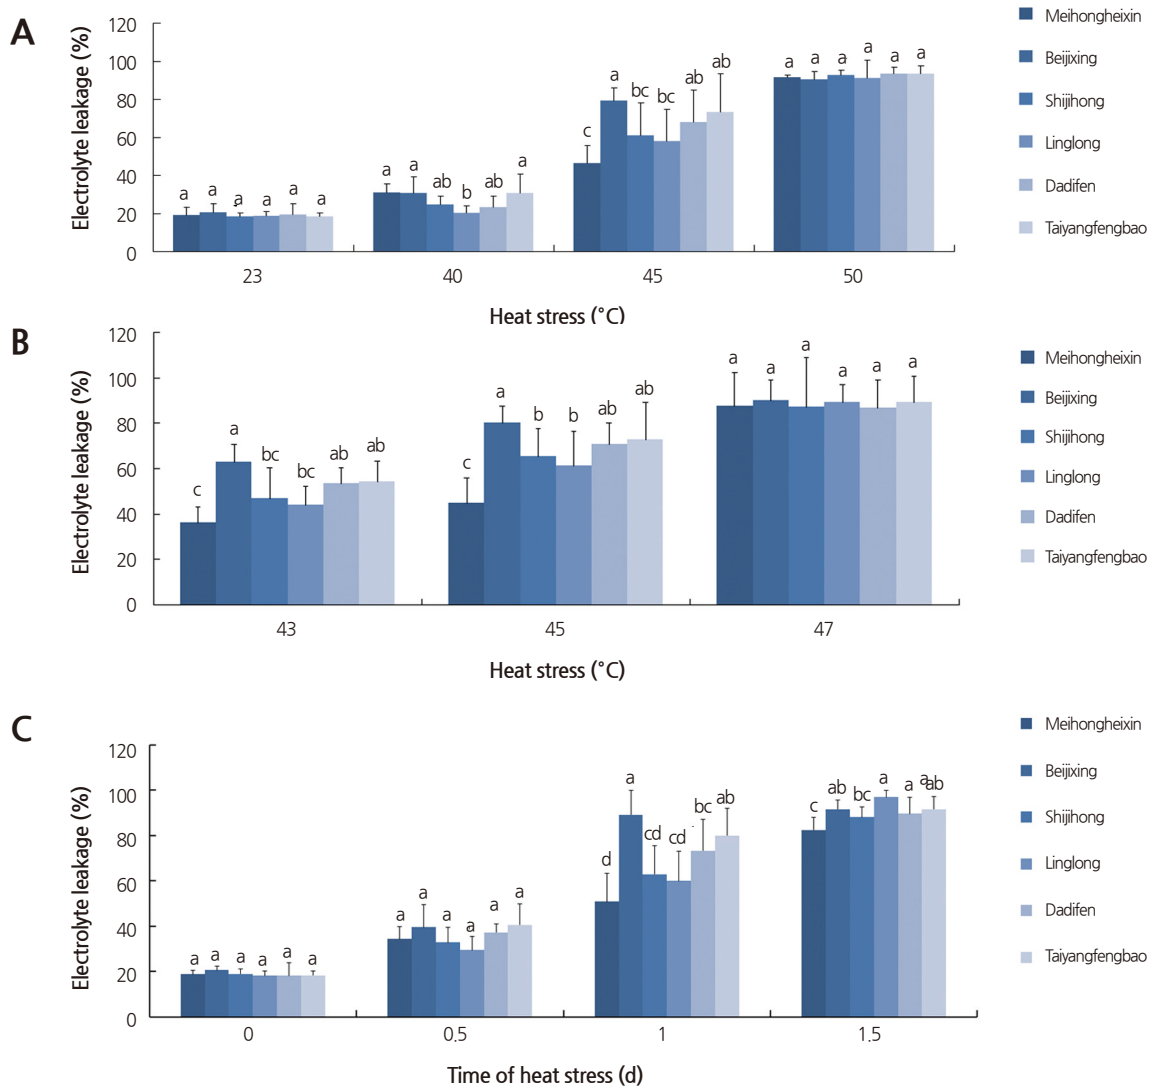 A
Electrolyte leakage (%)
120
100
80
60
40
20
0
a a a a a a
a a ab b ab a
c a bc bc ab ab
a a a a a a
23 40 45 50
Heat stress (°C)
Meihongheixin
Beijixing
Shijihong
Linglong
Dadifen
Taiyangfengbao
B
Electrolyte leakage (%)
120
100
80
60
40
20
0
c a bc bc ab ab
c a b b ab ab
a a a a a a
43 45 47
Heat stress (°C)
Meihongheixin
Beijixing
Shijihong
Linglong
Dadifen
Taiyangfengbao
C
Electrolyte leakage (%)
120
100
80
60
40
20
0
a a a a a a
a a a a a a
d a cd cd bc ab
c ab bc a a a ab
0 0.5 1 1.5
Time of heat stress (d)
Meihongheixin
Beijixing
Shijihong
Linglong
Dadifen
Taiyangfengbao